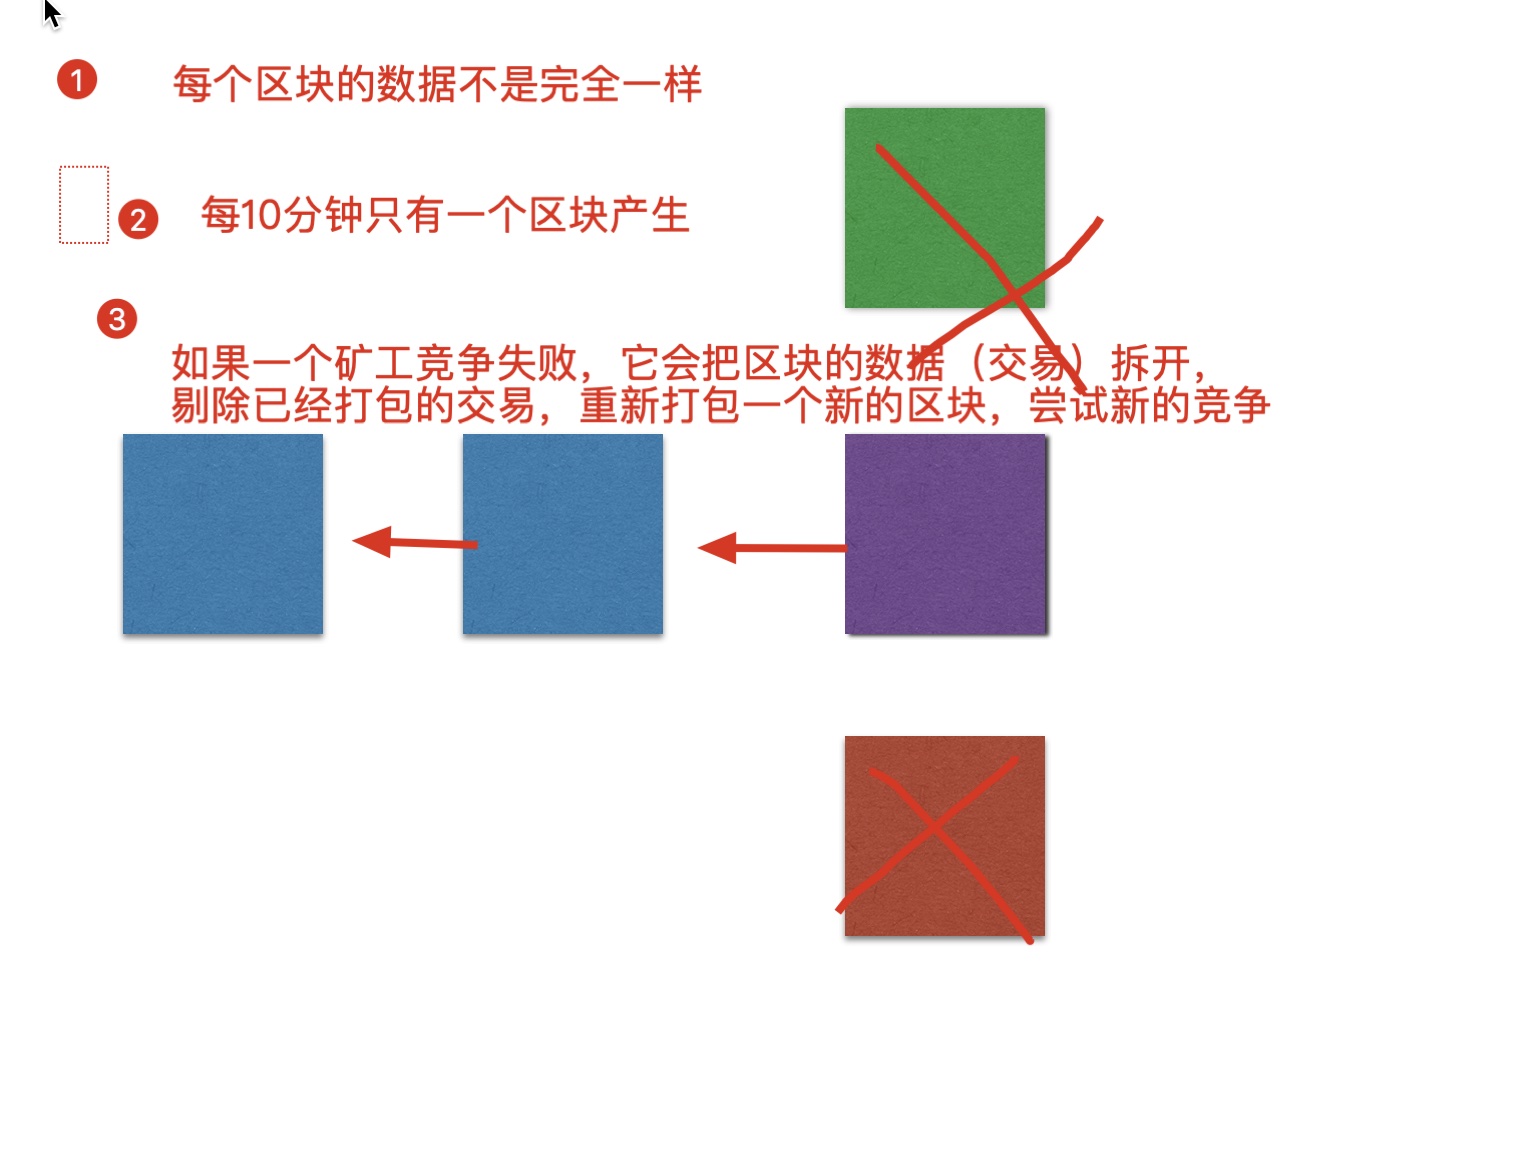 1 每个区块的数据不是完全一样
2 每10分钟只有一个区块产生
3
如果一个矿工竞争失败，它会把区块的数据（交易）拆开，
剔除已经打包的交易，重新打包一个新的区块，尝试新的竞争